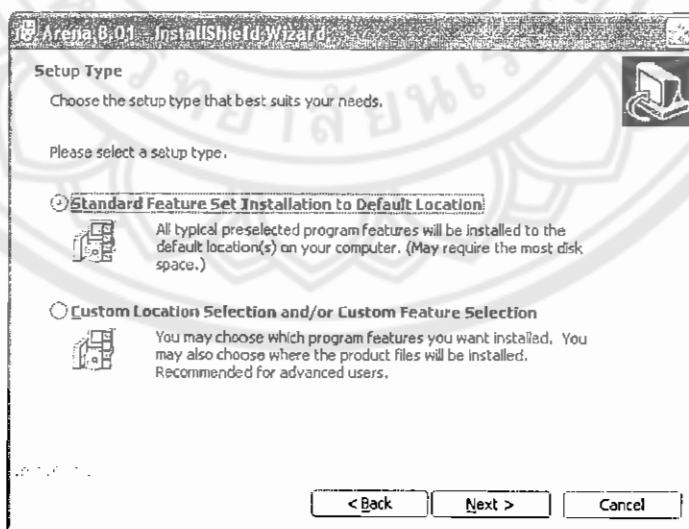 Arena 8.01 - InstallShield Wizard
Setup Type
Choose the setup type that best suits your needs.
Please select a setup type.
Standard Feature Set Installation to Default Location
All typical preselected program features will be installed to the
default location(s) on your computer. (May require the most disk
space.)
Custom Location Selection and/or Custom Feature Selection
You may choose which program features you want installed. You
may also choose where the product files will be installed.
Recommended for advanced users.
< Back
Next >
Cancel